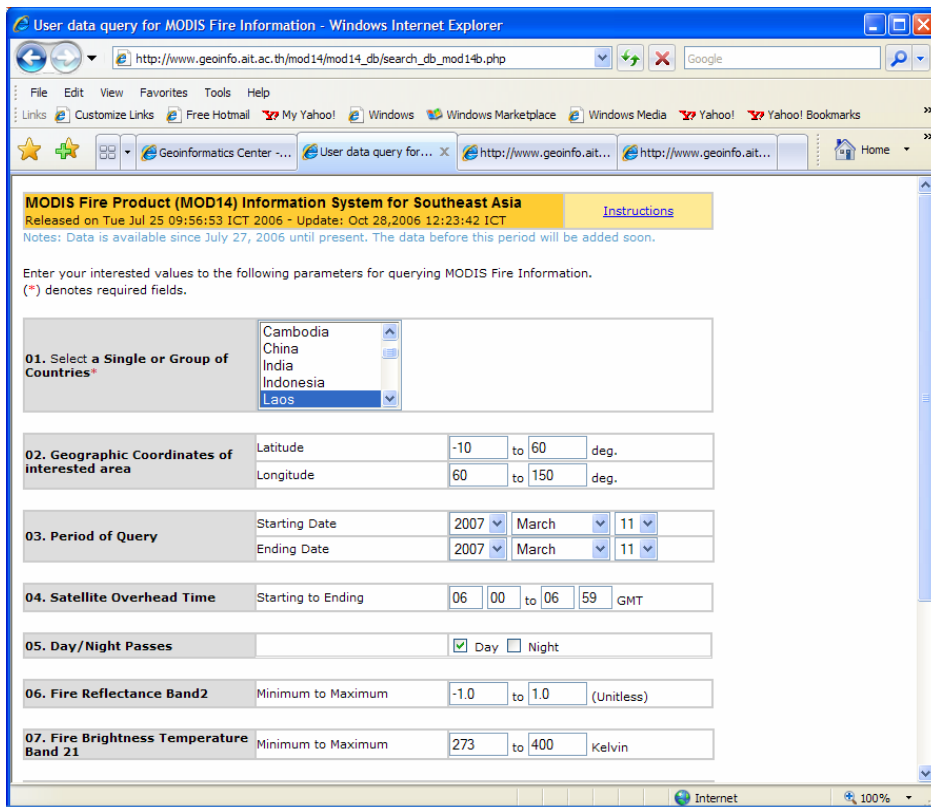 User data query for MODIS Fire Information - Windows Internet Explorer
http://www.geoinfo.ait.ac.th/mod14/mod14_db/search_db_mod14b.php
Google
File Edit View Favorites Tools Help
Links Customize Links Free Hotmail My Yahoo! Windows Windows Marketplace Windows Media Yahoo! Yahoo! Bookmarks »
Geoinformatics Center -... User data query for... X http://www.geoinfo.ait... http://www.geoinfo.ait... Home »
MODIS Fire Product (MOD14) Information System for Southeast Asia
Released on Tue Jul 25 09:56:53 ICT 2006 - Update: Oct 28,2006 12:23:42 ICT
Instructions
Notes: Data is available since July 27, 2006 until present. The data before this period will be added soon.
Enter your interested values to the following parameters for querying MODIS Fire Information.
(*) denotes required fields.
01. Select a Single or Group of Countries*
Cambodia
China
India
Indonesia
Laos
02. Geographic Coordinates of interested area
Latitude -10 to 60 deg.
Longitude 60 to 150 deg.
03. Period of Query
Starting Date 2007 March 11
Ending Date 2007 March 11
04. Satellite Overhead Time Starting to Ending 06 00 to 06 59 GMT
05. Day/Night Passes Day Night
06. Fire Reflectance Band2 Minimum to Maximum -1.0 to 1.0 (Unitless)
07. Fire Brightness Temperature Band 21 Minimum to Maximum 273 to 400 Kelvin
Internet 100%